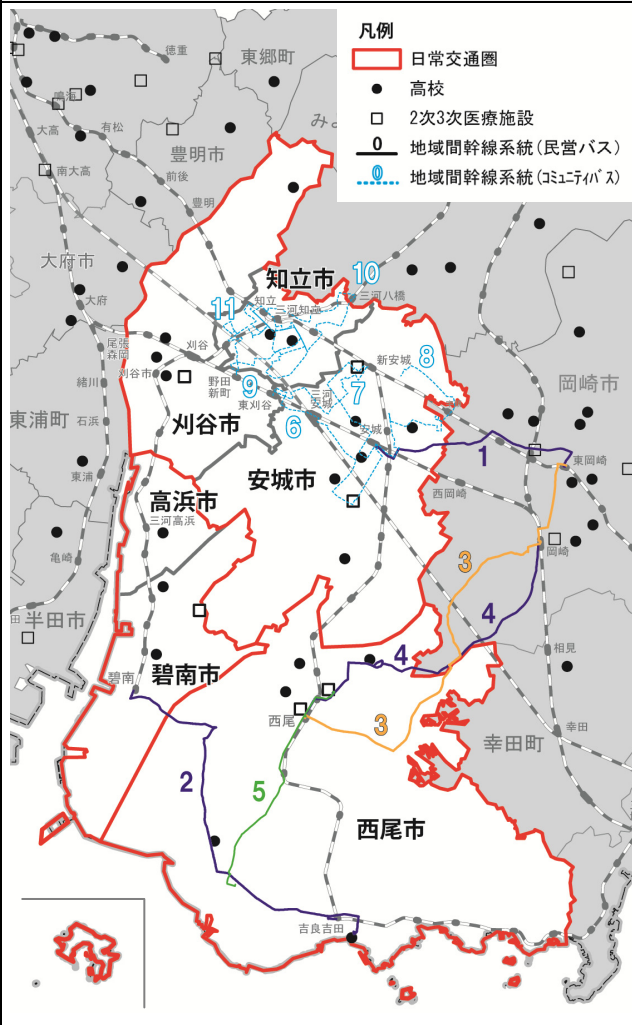 凡例
日常交通圏
高校
2次3次医療施設
0 地域間幹線系統(民営バス)
0 地域間幹線系統(コミュニティバス)
徳重
東郷町
鳴海
み
大高
有松
豊明市
南大高
前後
豊明
大府市
知立市
10
三河八橋
11
知立
三河知立
大府
尾張森岡
刈谷
新安城
8
岡崎市
緒川
刈谷市
野田新町
9
東刈谷
三河安城
7
6
東浦町
石浜
刈谷市
安城
1
東岡崎
東浦
安城市
西岡崎
高浜市
三河高浜
亀崎
岡崎
3
4
田
半田市
相見
碧南市
4
碧南
西尾
3
幸田
幸田町
2
5
西尾市
吉良吉田